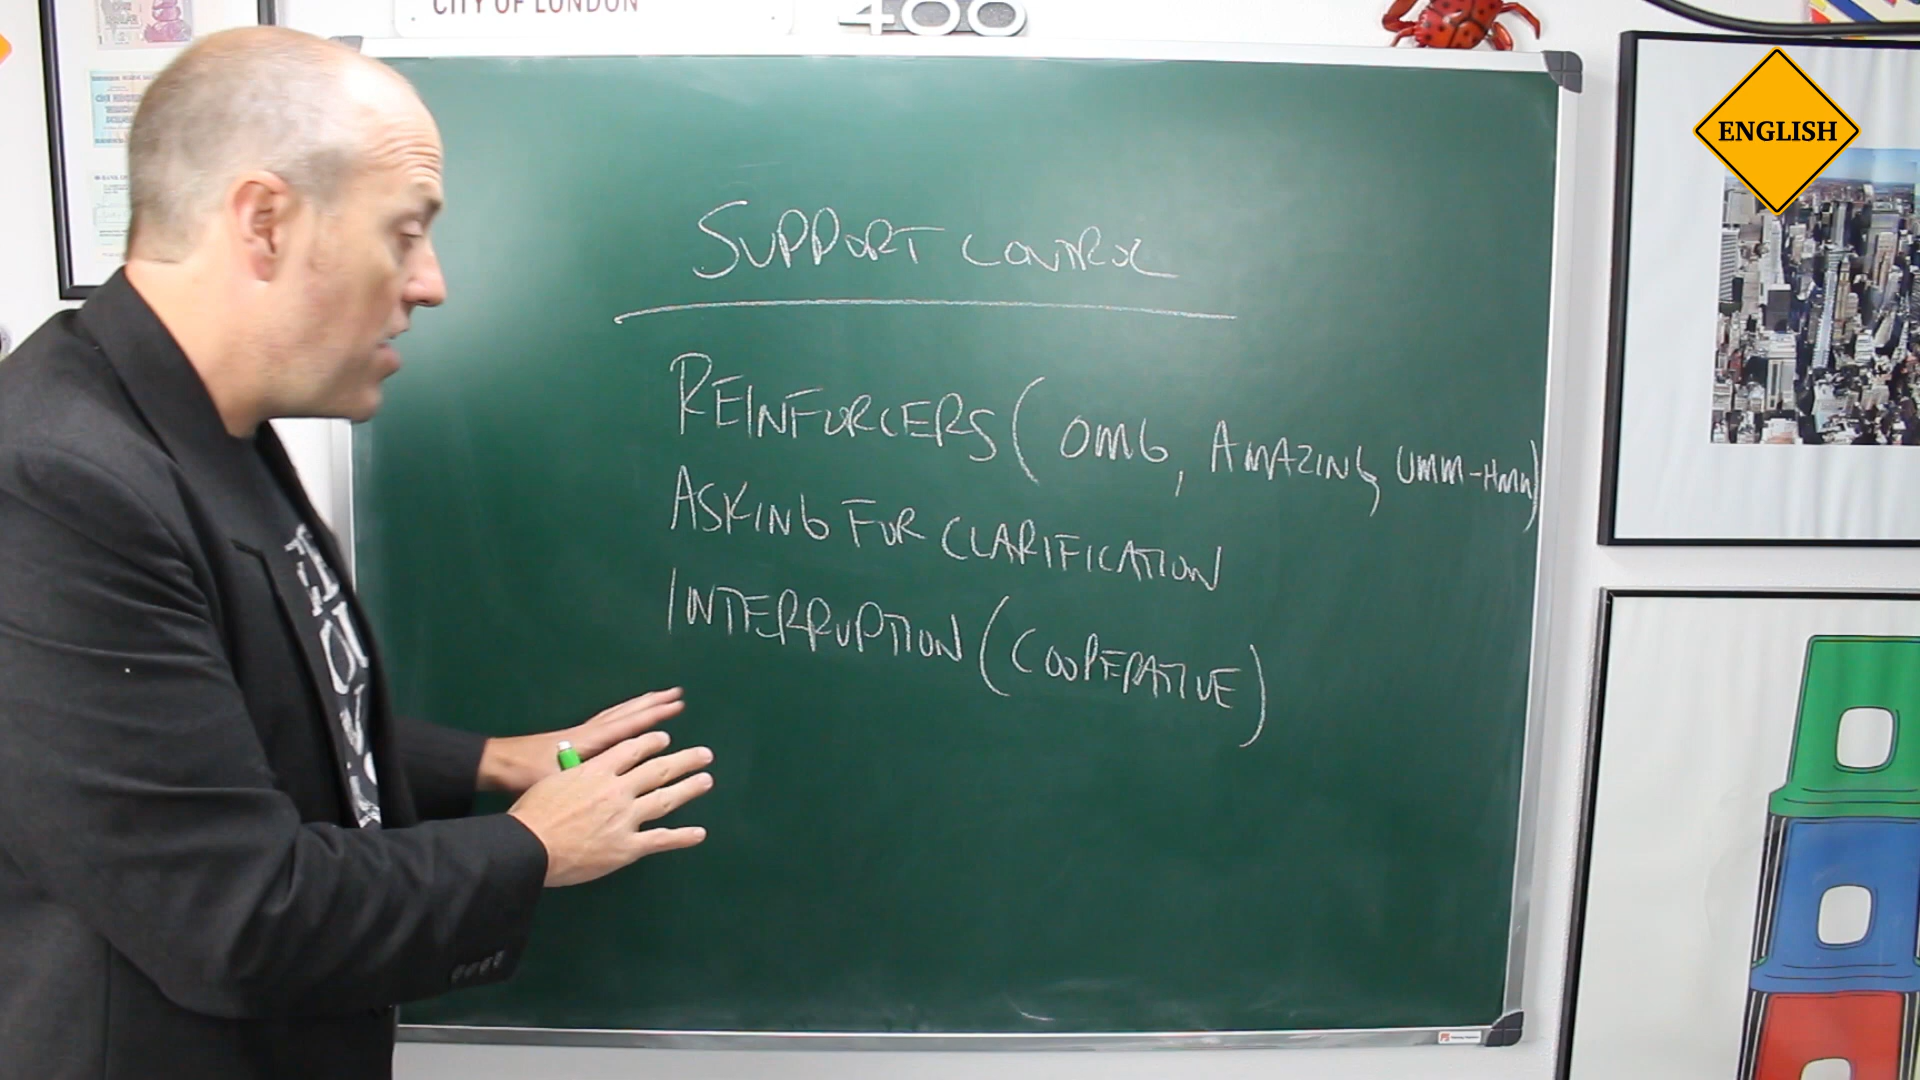 CITY OF LONDON
400
ENGLISH
SUPPORT CONTROL
REINFORCERS (OMG, AMAZING, UMM-HMM)
ASKING FOR CLARIFICATION
INTERRUPTION (COOPERATIVE)